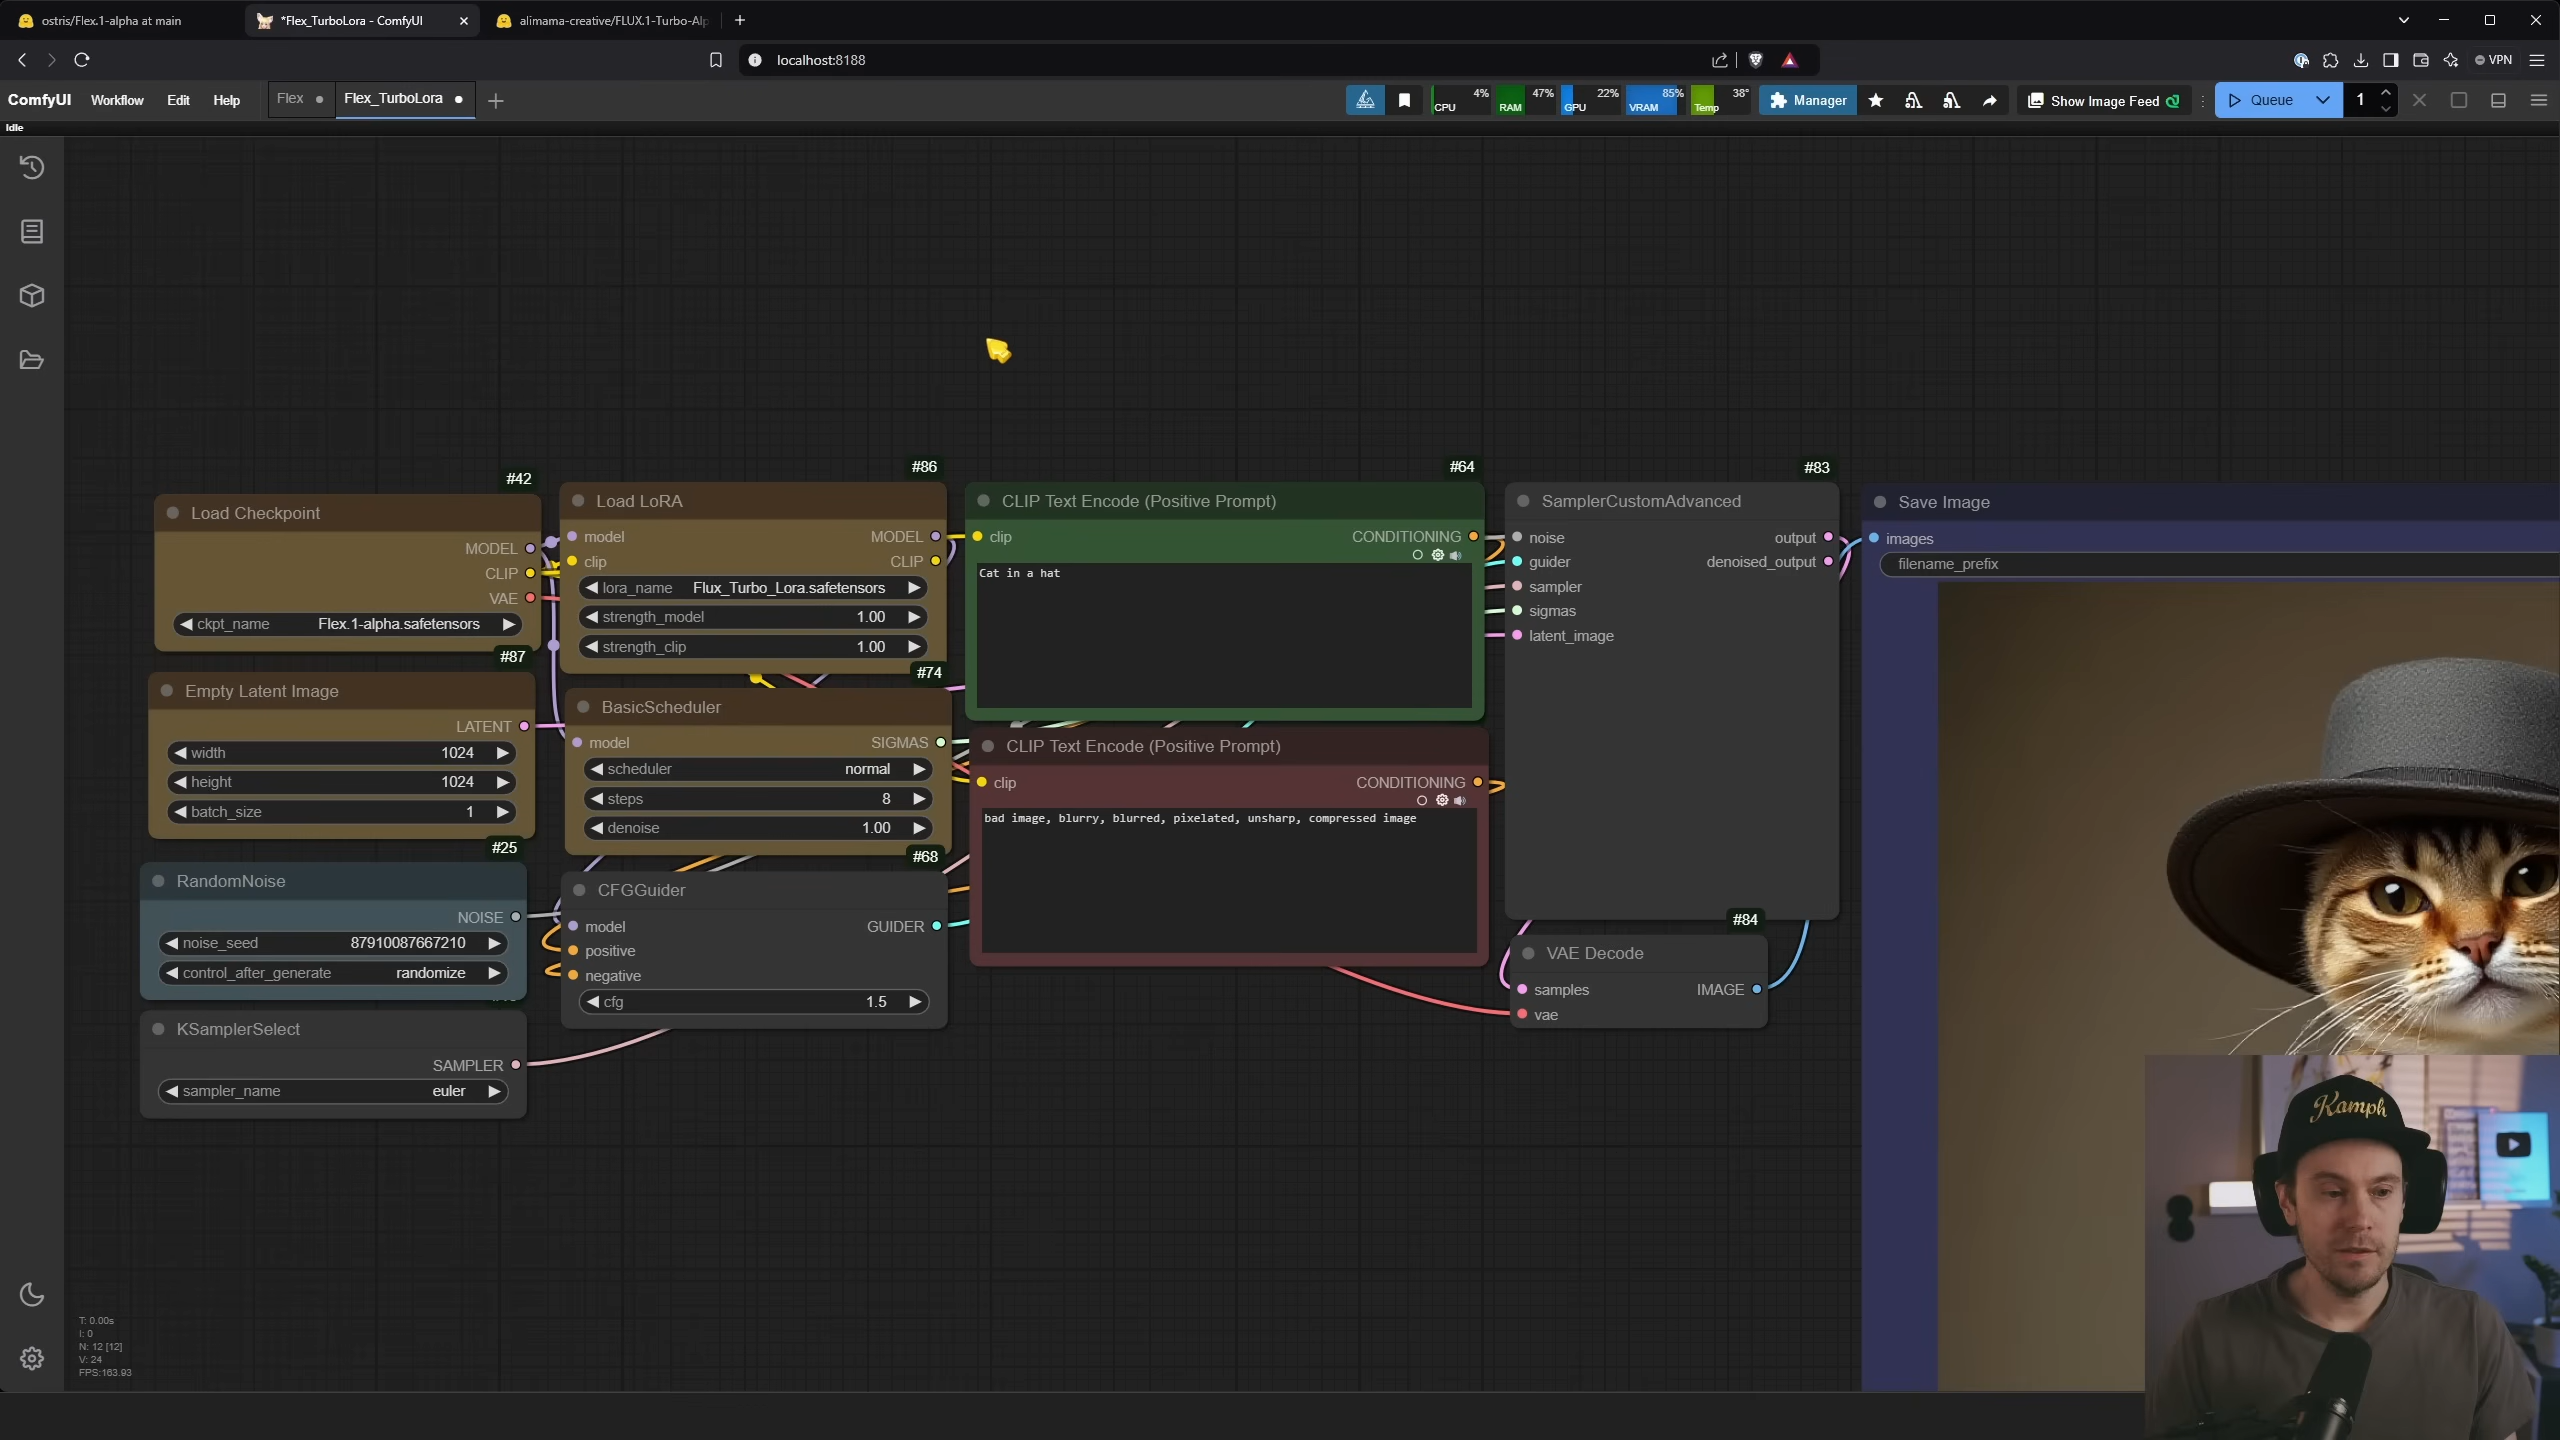 ostris/Flex.1-alpha at main
*Flex_TurboLora - ComfyUI
alimama-creative/FLUX.1-Turbo-Alp
localhost:8188
VPN
ComfyUI
Workflow
Edit
Help
Flex
Flex_TurboLora
CPU 4%
RAM 47%
GPU 22%
VRAM 85%
Temp 38°
Manager
Show Image Feed
Queue
1
Idle
#42
Load Checkpoint
MODEL
CLIP
VAE
ckpt_name Flex.1-alpha.safetensors
#87
Empty Latent Image
LATENT
width 1024
height 1024
batch_size 1
#25
RandomNoise
NOISE
noise_seed 87910087667210
control_after_generate randomize
KSamplerSelect
SAMPLER
sampler_name euler
#86
Load LoRA
model MODEL
clip CLIP
lora_name Flux_Turbo_Lora.safetensors
strength_model 1.00
strength_clip 1.00
#74
BasicScheduler
model SIGMAS
scheduler normal
steps 8
denoise 1.00
#68
CFGGuider
model GUIDER
positive
negative
cfg 1.5
#64
CLIP Text Encode (Positive Prompt)
clip CONDITIONING
Cat in a hat
CLIP Text Encode (Positive Prompt)
clip CONDITIONING
bad image, blurry, blurred, pixelated, unsharp, compressed image
#83
SamplerCustomAdvanced
noise output
guider denoised_output
sampler
sigmas
latent_image
#84
VAE Decode
samples IMAGE
vae
Save Image
images
filename_prefix
Kamph
T: 0.00s
I: 0
N: 12 [12]
V: 24
FPS:163.93